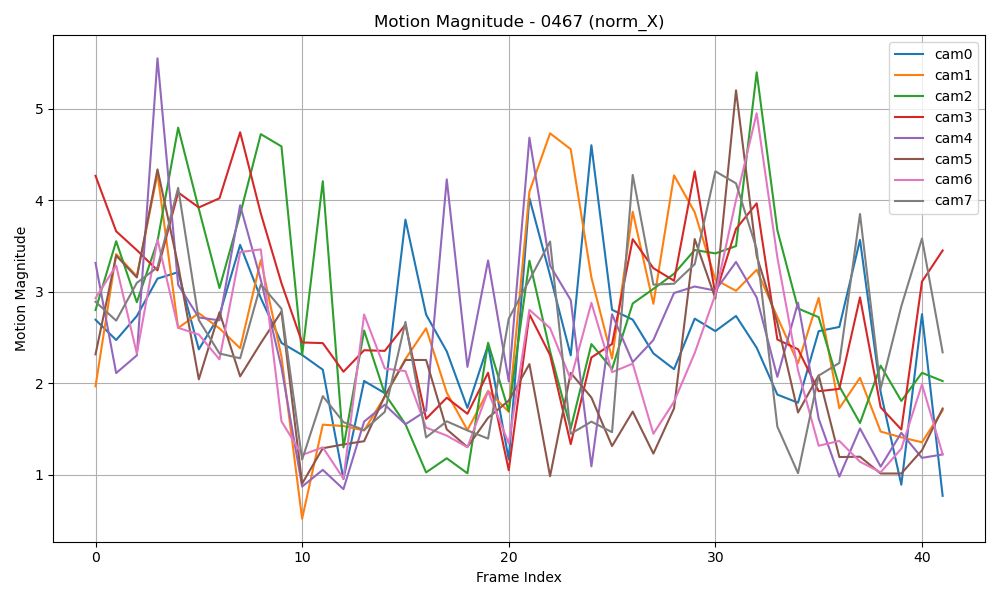 Motion Magnitude - 0467 (norm_X)
Motion Magnitude
5
4
3
2
1
0
10
20
30
40
Frame Index
cam0
cam1
cam2
cam3
cam4
cam5
cam6
cam7